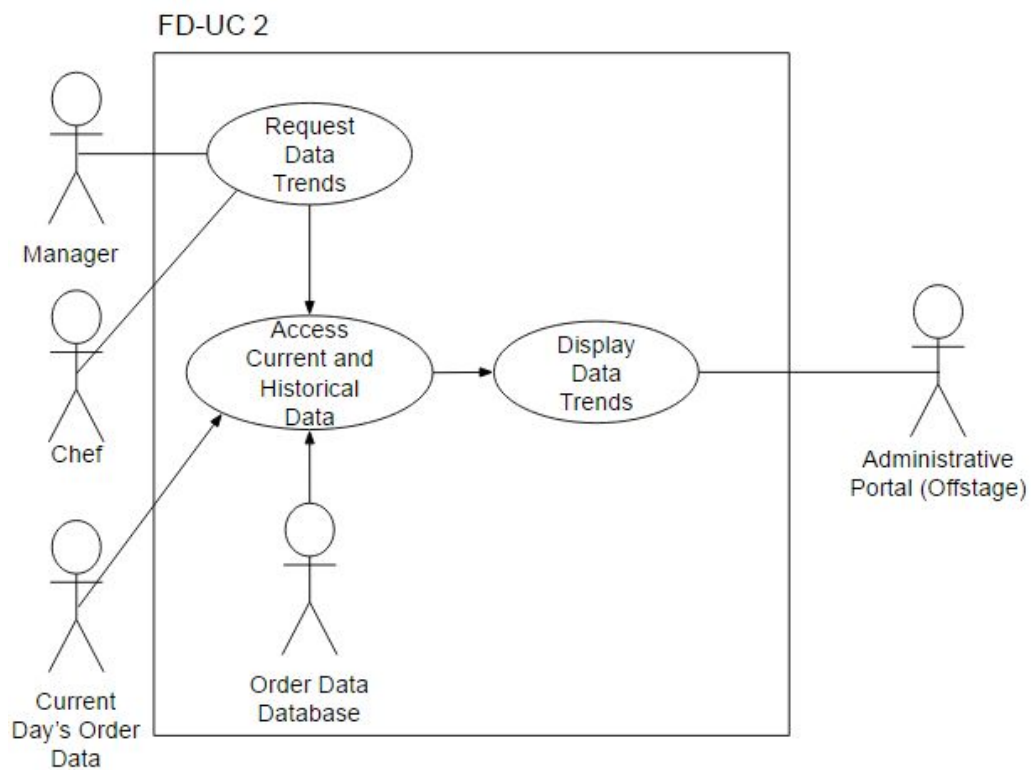 FD-UC 2
Request
Data
Trends
Manager
Access
Current and
Historical
Data
Display
Data
Trends
Chef
Administrative
Portal (Offstage)
Order Data
Database
Current
Day's Order
Data